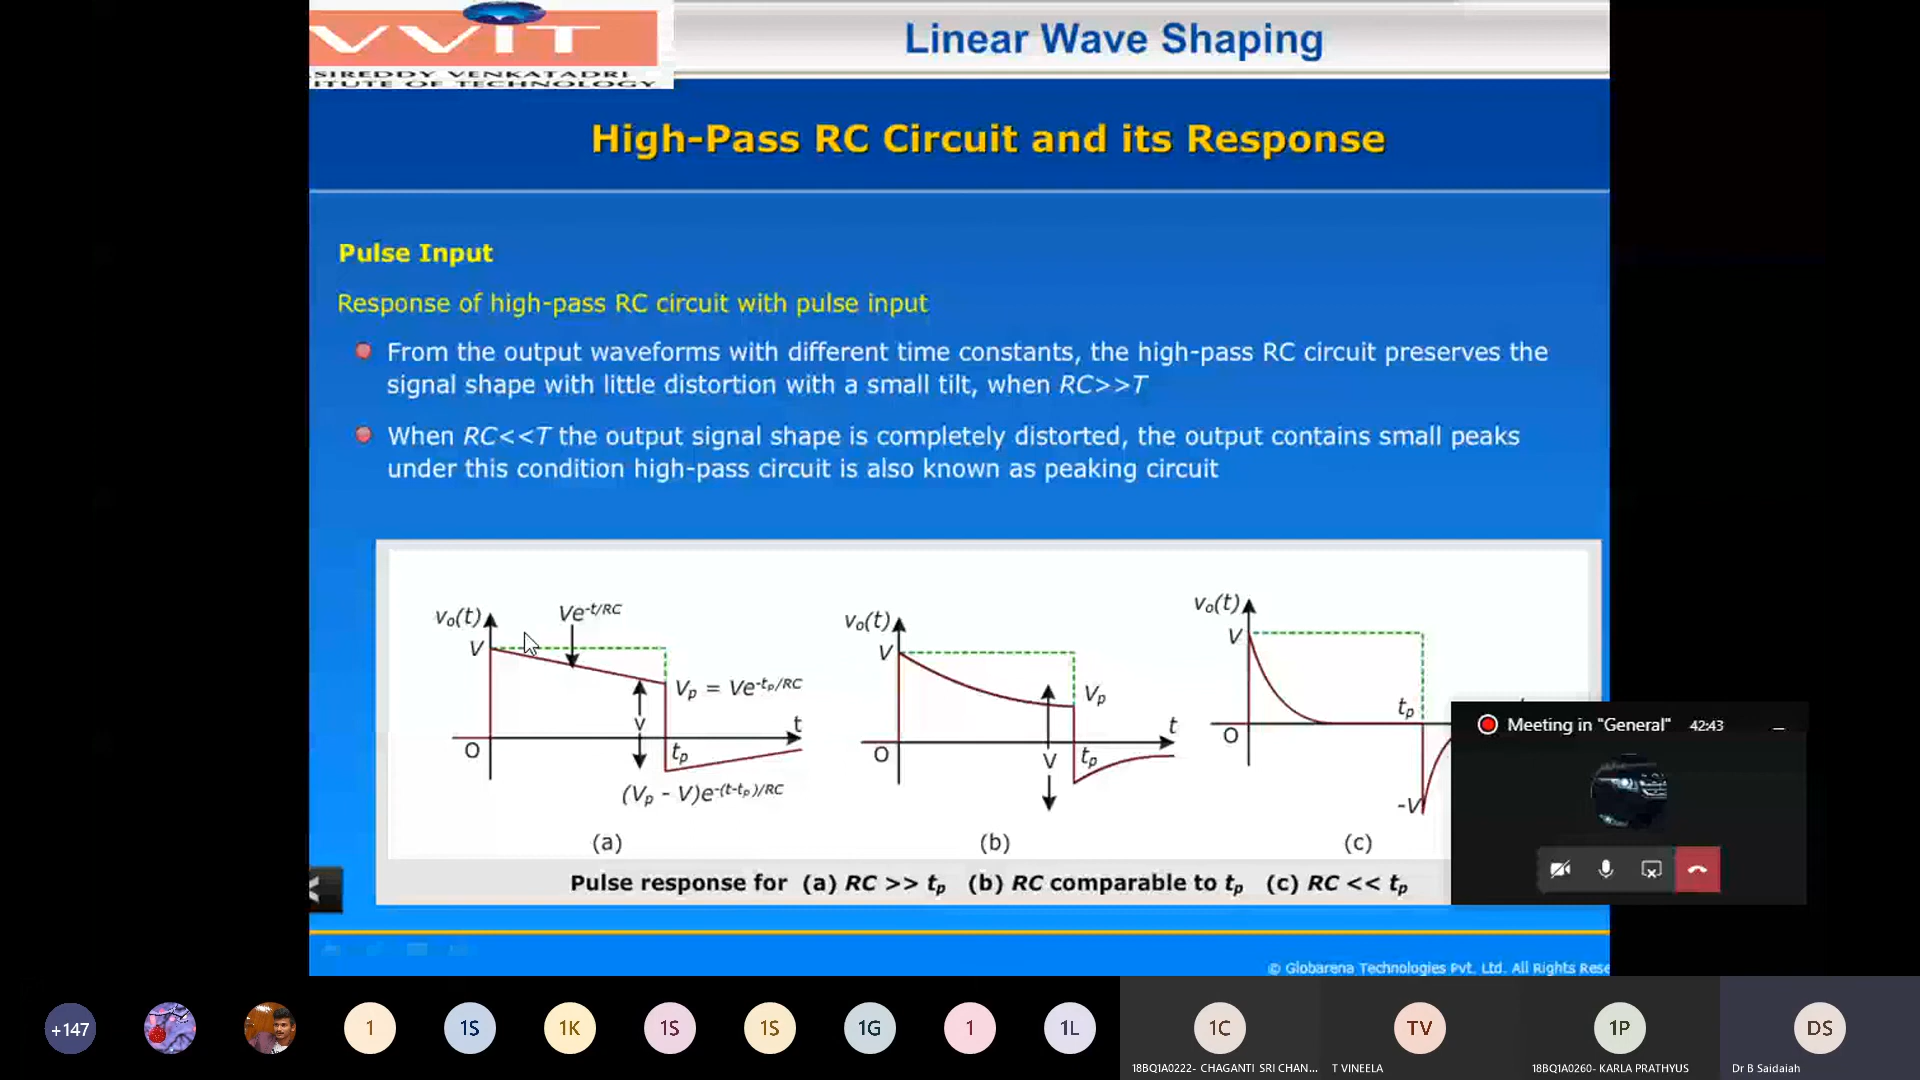 VVIT
SIREDDY VENKATADRI
ITUTE OF TECHNOLOGY
Linear Wave Shaping
High-Pass RC Circuit and its Response
Pulse Input
Response of high-pass RC circuit with pulse input
From the output waveforms with different time constants, the high-pass RC circuit preserves the
signal shape with little distortion with a small tilt, when RC>>T
When RC<<T the output signal shape is completely distorted, the output contains small peaks
under this condition high-pass circuit is also known as peaking circuit
vo(t)
V
Ve-t/RC
Vp = Ve-tp/RC
V
t
O
tp
(Vp - V)e-(t-tp)/RC
(a)
vo(t)
V
Vp
t
O
V
tp
(b)
vo(t)
V
tp
O
-V
(c)
Pulse response for (a) RC >> tp (b) RC comparable to tp (c) RC << tp
Meeting in "General" 42:43
© Globarena Technologies Pvt. Ltd. All Rights Rese
+147
1
1S
1K
1S
1S
1G
1
1L
1C
TV
1P
DS
18BQ1A0222- CHAGANTI SRI CHAN...
T VINEELA
18BQ1A0260- KARLA PRATHYUS
Dr B Saidaiah